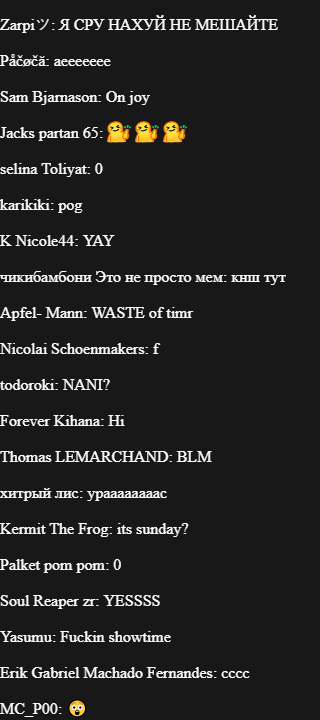 Zarpiツ: Я СРУ НАХУЙ НЕ МЕШАЙТЕ
Påčøčă: aeeeeeee
Sam Bjarnason: On joy
Jacks partan 65:
selina Toliyat: 0
karikiki: pog
K Nicole44: YAY
чикибамбони Это не просто мем: кнш тут
Apfel- Mann: WASTE of timr
Nicolai Schoenmakers: f
todoroki: NANI?
Forever Kihana: Hi
Thomas LEMARCHAND: BLM
хитрый лис: ураааааааас
Kermit The Frog: its sunday?
Palket pom pom: 0
Soul Reaper zr: YESSSS
Yasumu: Fuckin showtime
Erik Gabriel Machado Fernandes: cccc
MC_P00: 😲